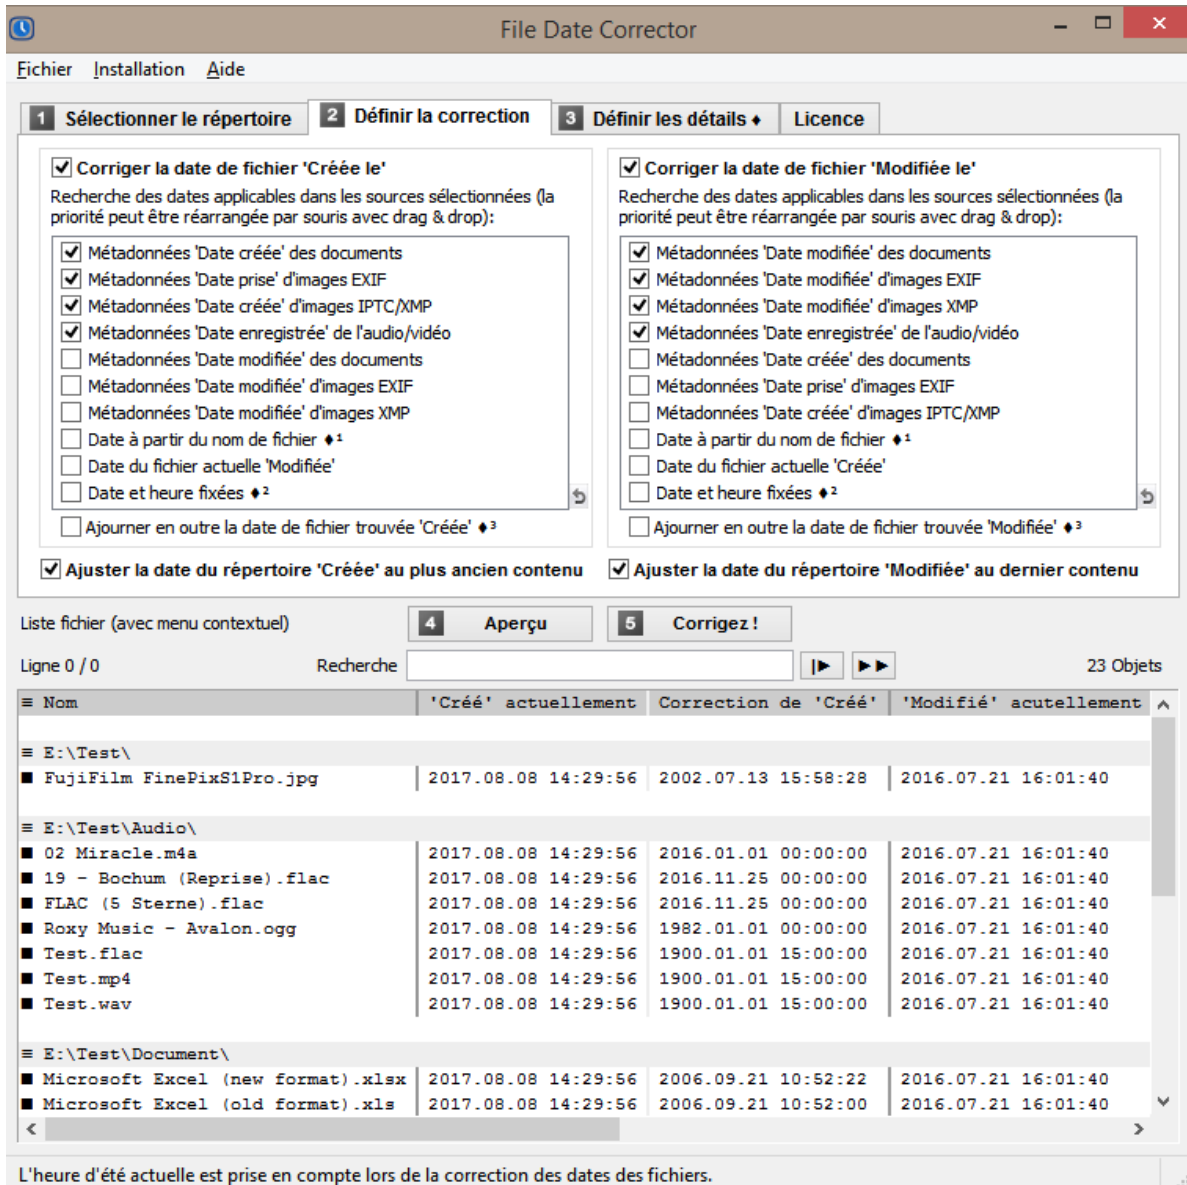 File Date Corrector
Fichier Installation Aide
1 Sélectionner le répertoire 2 Définir la correction 3 Définir les détails ♦ Licence
Corriger la date de fichier 'Créée le'
Recherche des dates applicables dans les sources sélectionnées (la
priorité peut être réarrangée par souris avec drag & drop):
Métadonnées 'Date créée' des documents
Métadonnées 'Date prise' d'images EXIF
Métadonnées 'Date créée' d'images IPTC/XMP
Métadonnées 'Date enregistrée' de l'audio/vidéo
Métadonnées 'Date modifiée' des documents
Métadonnées 'Date modifiée' d'images EXIF
Métadonnées 'Date modifiée' d'images XMP
Date à partir du nom de fichier ♦¹
Date du fichier actuelle 'Modifiée'
Date et heure fixées ♦²
Ajourner en outre la date de fichier trouvée 'Créée' ♦³
Ajuster la date du répertoire 'Créée' au plus ancien contenu
Corriger la date de fichier 'Modifiée le'
Recherche des dates applicables dans les sources sélectionnées (la
priorité peut être réarrangée par souris avec drag & drop):
Métadonnées 'Date modifiée' des documents
Métadonnées 'Date modifiée' d'images EXIF
Métadonnées 'Date modifiée' d'images XMP
Métadonnées 'Date enregistrée' de l'audio/vidéo
Métadonnées 'Date créée' des documents
Métadonnées 'Date prise' d'images EXIF
Métadonnées 'Date créée' d'images IPTC/XMP
Date à partir du nom de fichier ♦¹
Date du fichier actuelle 'Créée'
Date et heure fixées ♦²
Ajourner en outre la date de fichier trouvée 'Modifiée' ♦³
Ajuster la date du répertoire 'Modifiée' au dernier contenu
Liste fichier (avec menu contextuel) 4 Aperçu 5 Corrigez !
Ligne 0 / 0 Recherche 23 Objets
≡ Nom 'Créé' actuellement Correction de 'Créé' 'Modifié' acutellement
≡ E:\Test\
■ FujiFilm FinePixS1Pro.jpg 2017.08.08 14:29:56 2002.07.13 15:58:28 2016.07.21 16:01:40
≡ E:\Test\Audio\
■ 02 Miracle.m4a 2017.08.08 14:29:56 2016.01.01 00:00:00 2016.07.21 16:01:40
■ 19 - Bochum (Reprise).flac 2017.08.08 14:29:56 2016.11.25 00:00:00 2016.07.21 16:01:40
■ FLAC (5 Sterne).flac 2017.08.08 14:29:56 2016.11.25 00:00:00 2016.07.21 16:01:40
■ Roxy Music - Avalon.ogg 2017.08.08 14:29:56 1982.01.01 00:00:00 2016.07.21 16:01:40
■ Test.flac 2017.08.08 14:29:56 1900.01.01 15:00:00 2016.07.21 16:01:40
■ Test.mp4 2017.08.08 14:29:56 1900.01.01 15:00:00 2016.07.21 16:01:40
■ Test.wav 2017.08.08 14:29:56 1900.01.01 15:00:00 2016.07.21 16:01:40
≡ E:\Test\Document\
■ Microsoft Excel (new format).xlsx 2017.08.08 14:29:56 2006.09.21 10:52:22 2016.07.21 16:01:40
■ Microsoft Excel (old format).xls 2017.08.08 14:29:56 2006.09.21 10:52:00 2016.07.21 16:01:40
L'heure d'été actuelle est prise en compte lors de la correction des dates des fichiers.